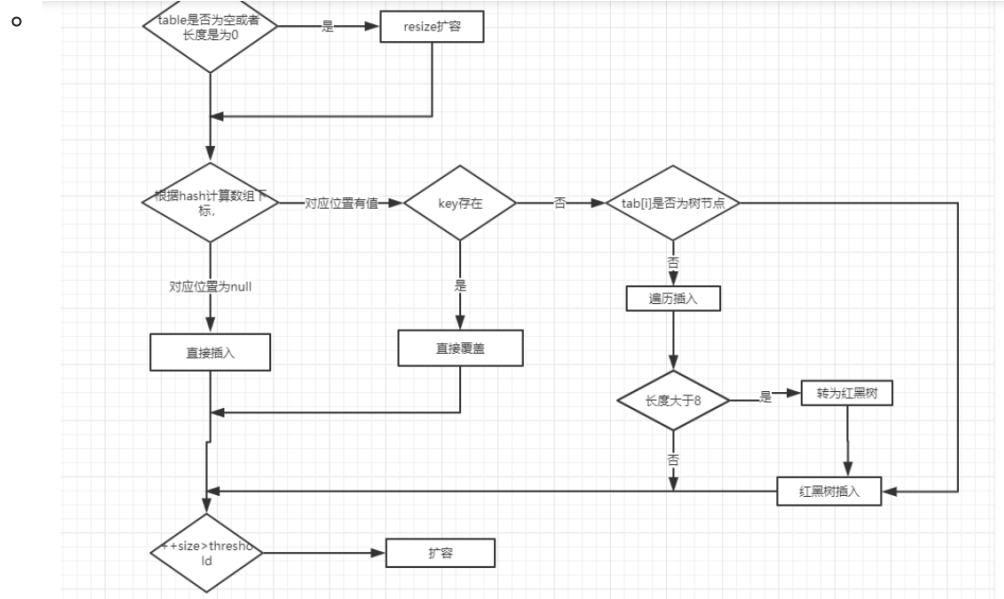 table是否为空或者
长度是为0
是
resize扩容
根据hash计算数组下
标，
对应位置有值
key存在
否
tab[i]是否为树节点
对应位置为null
是
否
遍历插入
直接插入
直接覆盖
长度大于8
是
转为红黑树
否
红黑树插入
++size>thresho
ld
扩容